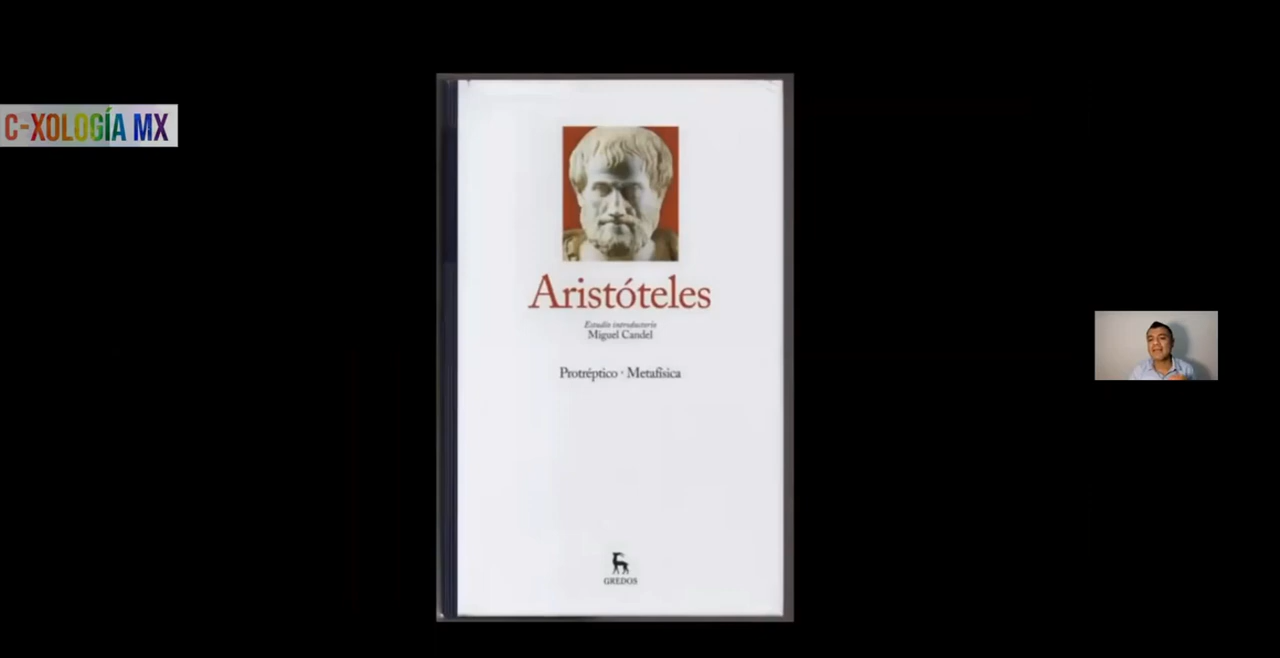 C-XOLOGÍA MX
Aristóteles
Estudio introductorio
Miguel Candel
Protréptico · Metafísica
GREDOS